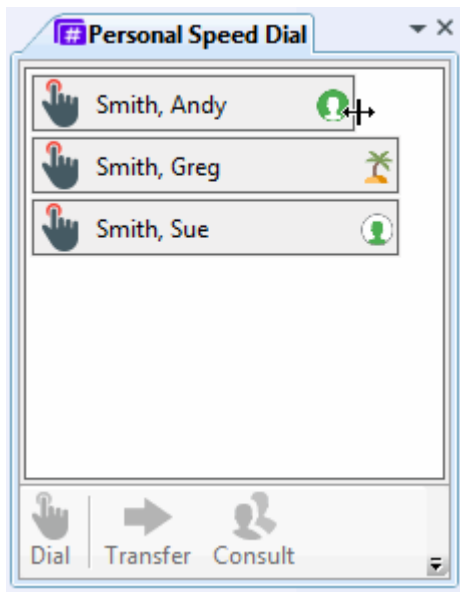 # Personal Speed Dial
Smith, Andy
Smith, Greg
Smith, Sue
Dial Transfer Consult